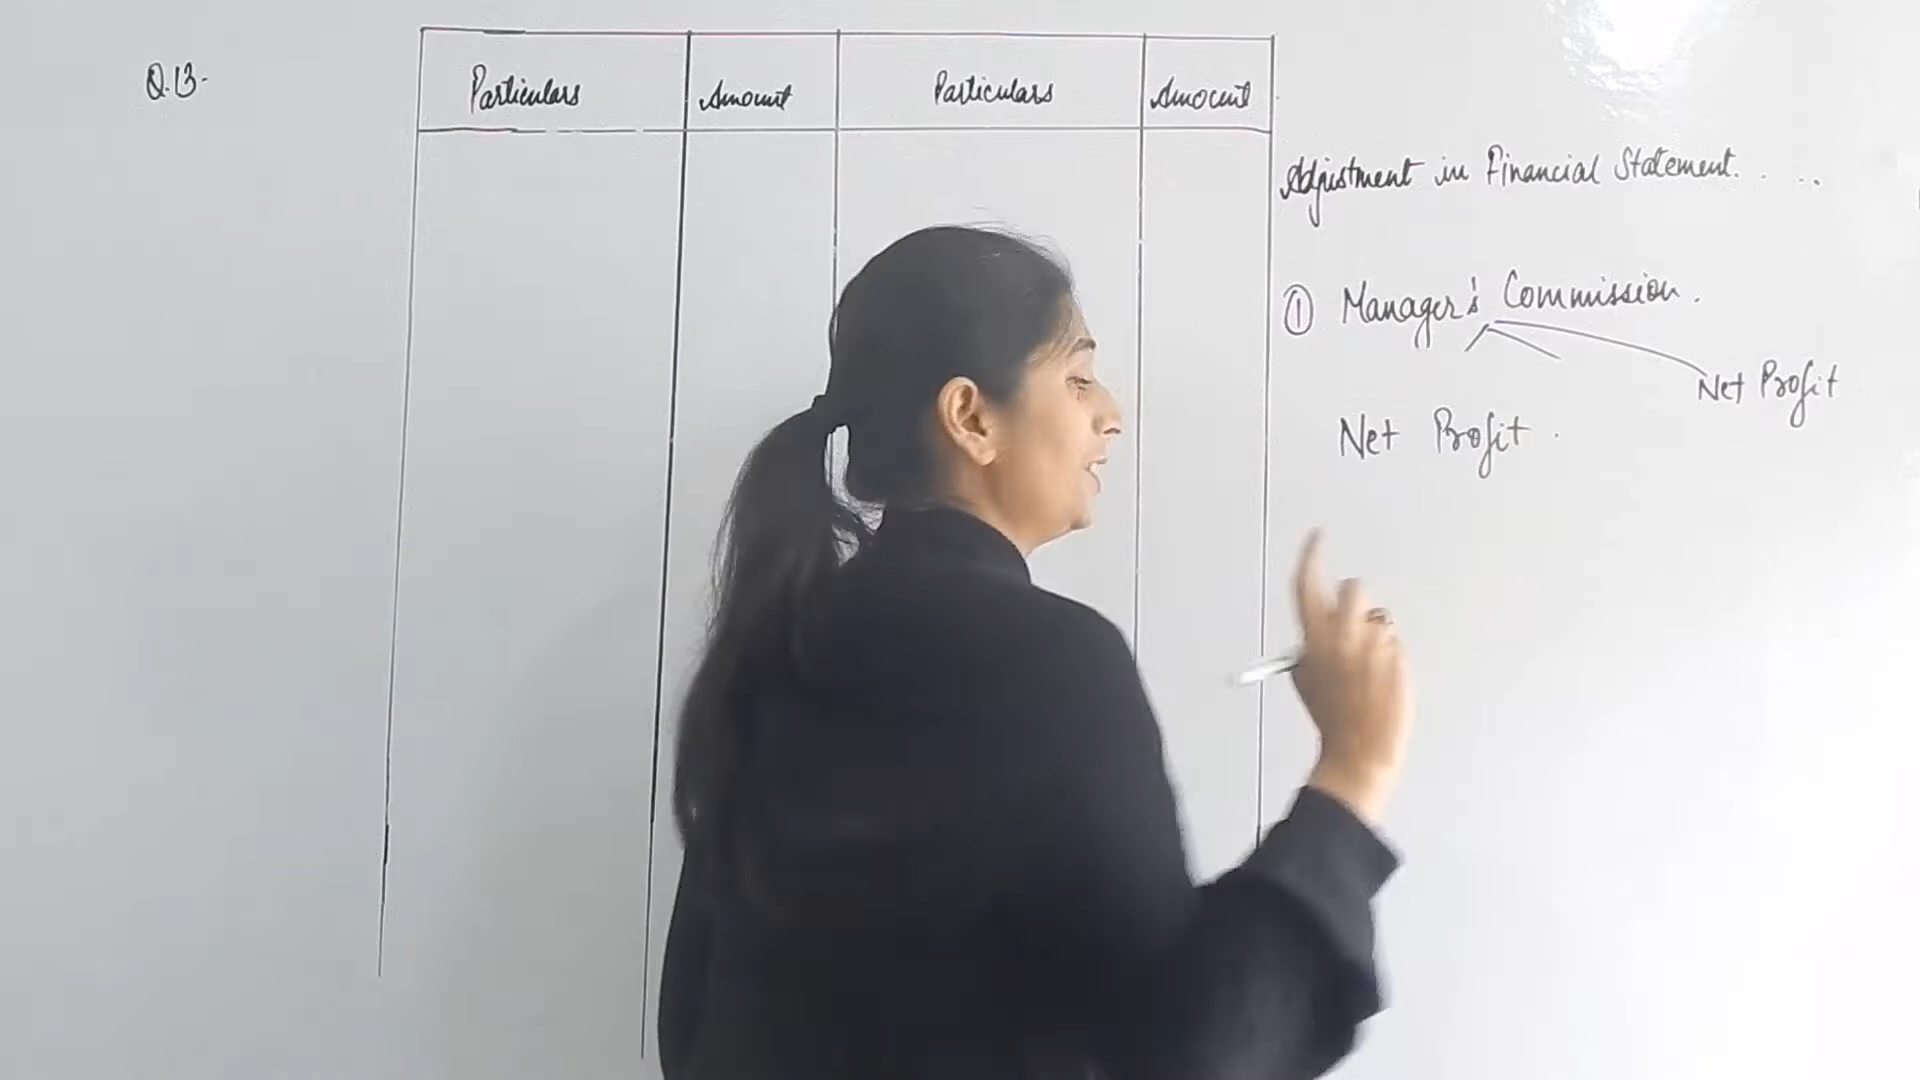 Q.13.
Particulars Amount Particulars Amount
Adjustment in Financial Statement. . ...
① Manager's Commission.
Net Profit
Net Profit.